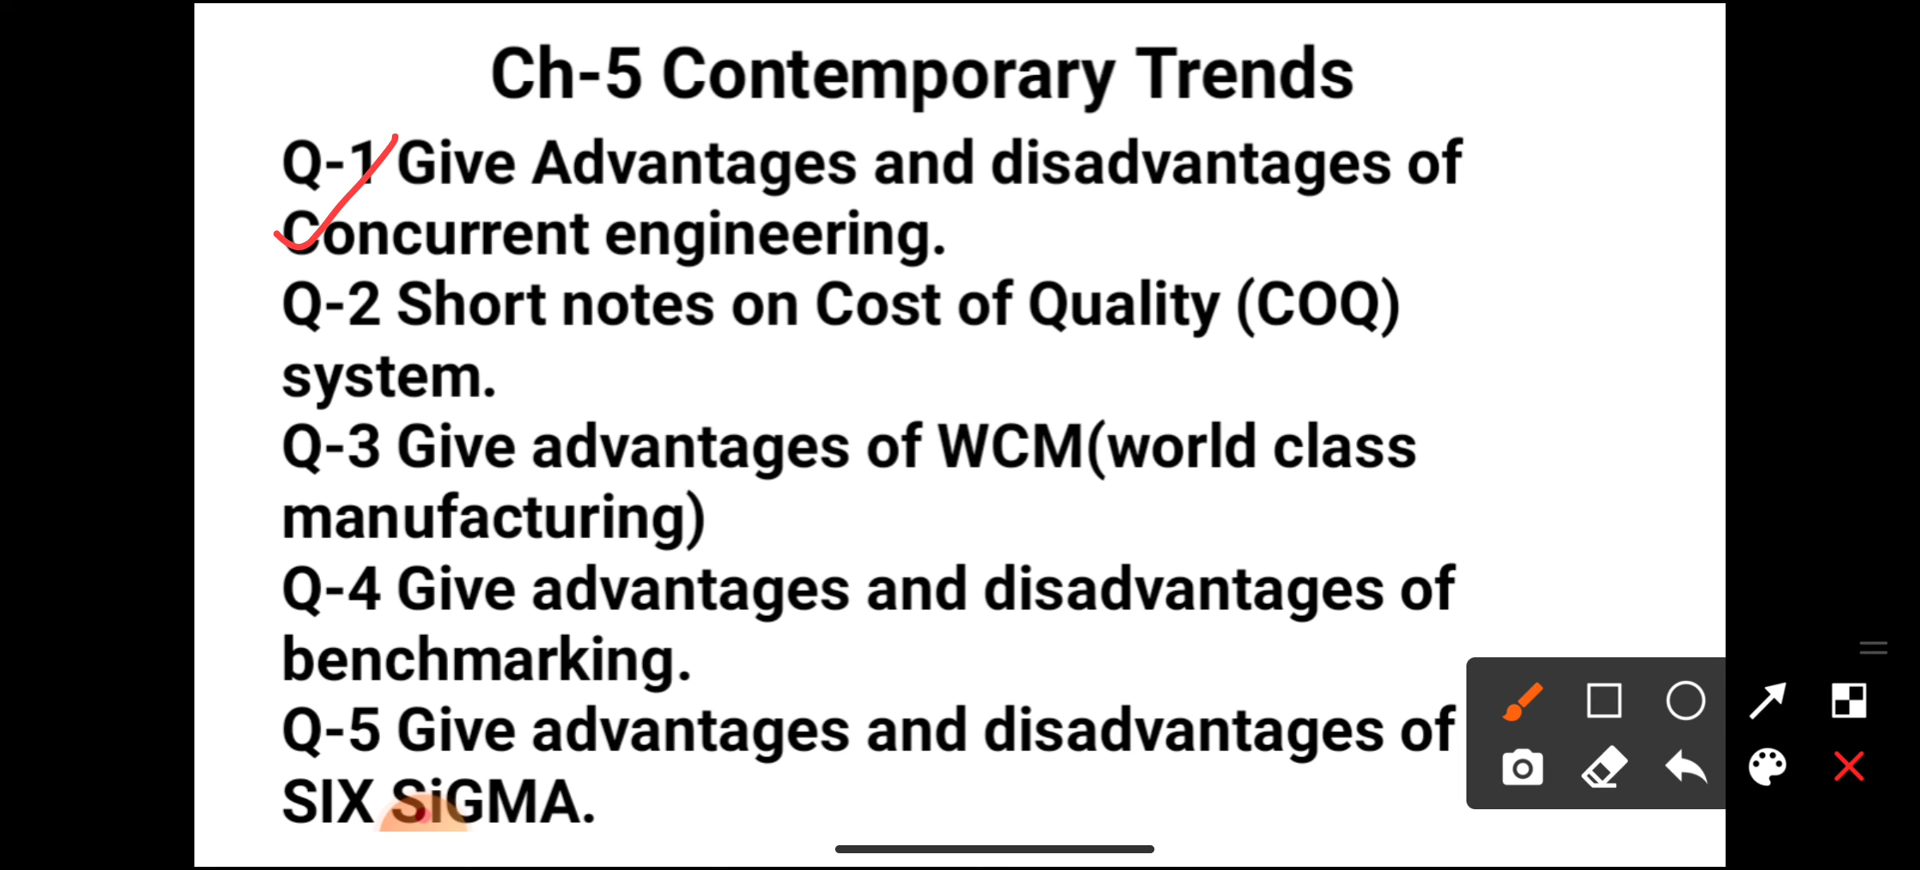 Ch-5 Contemporary Trends
Q-1 Give Advantages and disadvantages of
Concurrent engineering.
Q-2 Short notes on Cost of Quality (COQ)
system.
Q-3 Give advantages of WCM(world class
manufacturing)
Q-4 Give advantages and disadvantages of
benchmarking.
Q-5 Give advantages and disadvantages of
SIX SiGMA.